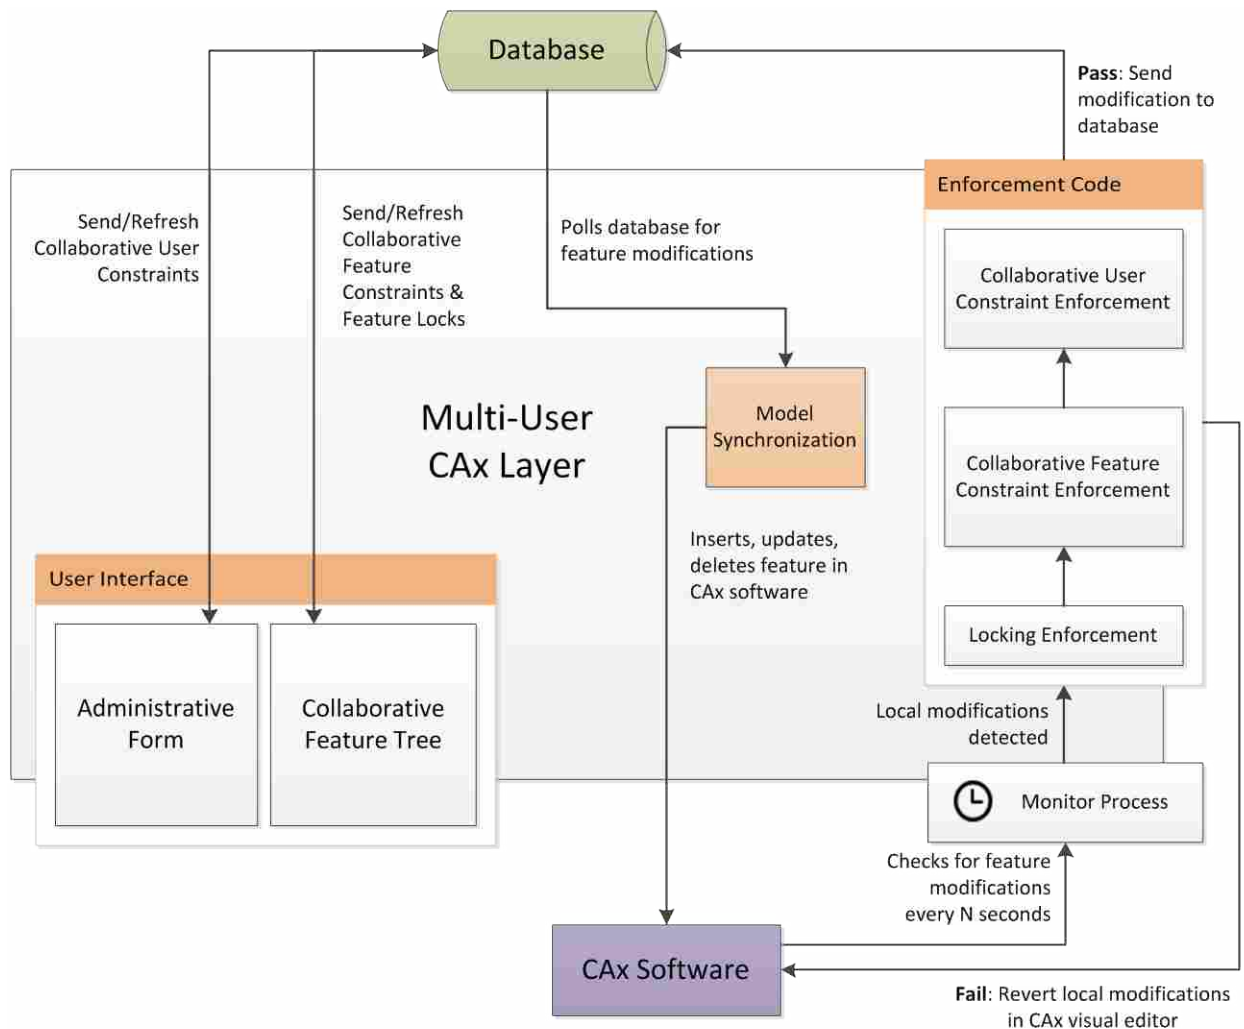 Database
Pass: Send
modification to
database
Enforcement Code
Send/Refresh
Collaborative User
Constraints
Send/Refresh
Collaborative
Feature
Constraints &
Feature Locks
Polls database for
feature modifications
Collaborative User
Constraint Enforcement
Multi-User
CAx Layer
Model
Synchronization
Collaborative Feature
Constraint Enforcement
Inserts, updates,
deletes feature in
CAx software
User Interface
Locking Enforcement
Administrative
Form
Collaborative
Feature Tree
Local modifications
detected
Monitor Process
Checks for feature
modifications
every N seconds
CAx Software
Fail: Revert local modifications
in CAx visual editor